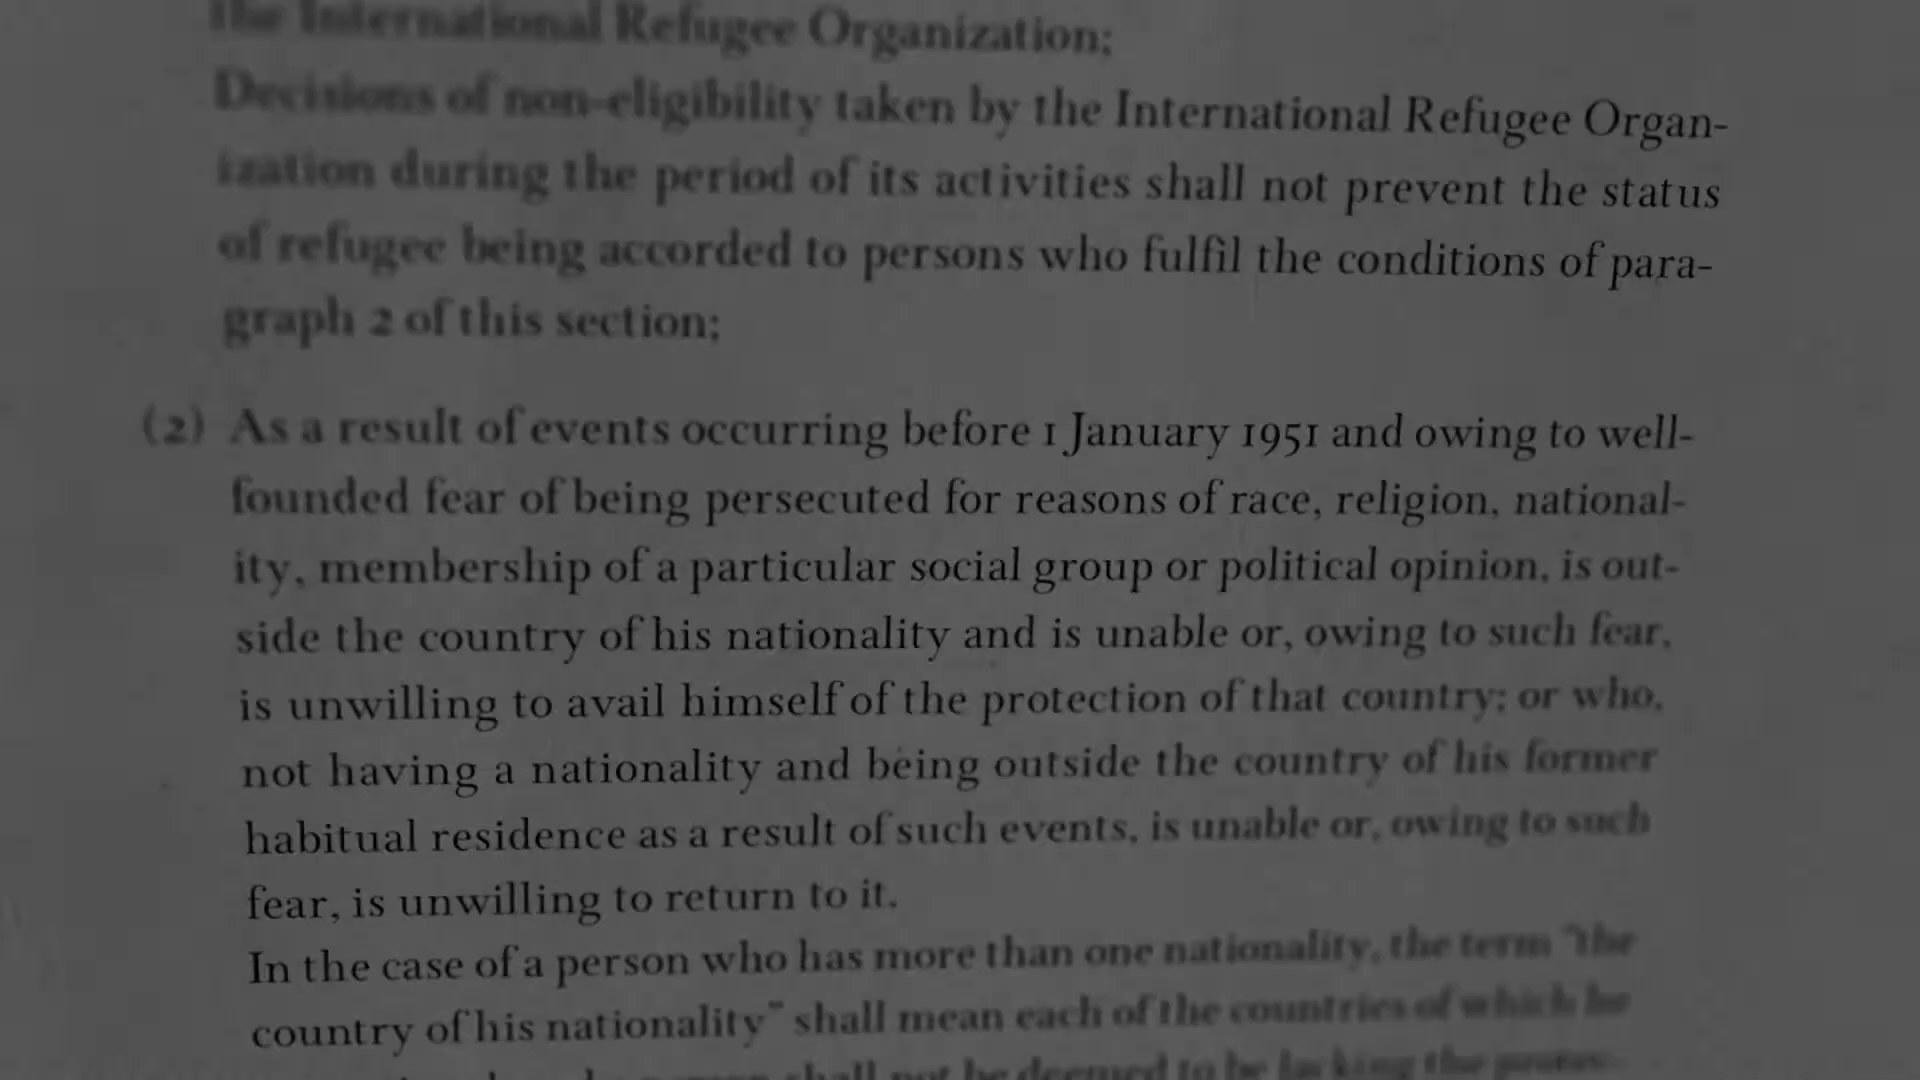 the International Refugee Organization;
Decisions of non-eligibility taken by the International Refugee Organ-
ization during the period of its activities shall not prevent the status
of refugee being accorded to persons who fulfil the conditions of para-
graph 2 of this section;
(2) As a result of events occurring before 1 January 1951 and owing to well-
founded fear of being persecuted for reasons of race, religion, national-
ity, membership of a particular social group or political opinion, is out-
side the country of his nationality and is unable or, owing to such fear,
is unwilling to avail himself of the protection of that country; or who,
not having a nationality and being outside the country of his former
habitual residence as a result of such events, is unable or, owing to such
fear, is unwilling to return to it.
In the case of a person who has more than one nationality, the term "the
country of his nationality" shall mean each of the countries of which he
shall not be deemed to be lacking the